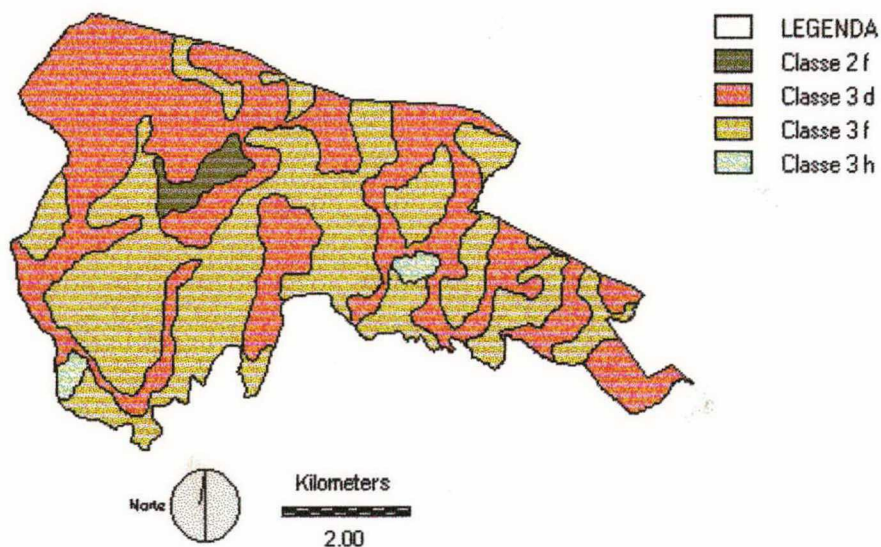 LEGENDA
Classe 2 f
Classe 3 d
Classe 3 f
Classe 3 h
Kilometers
Norte
2.00